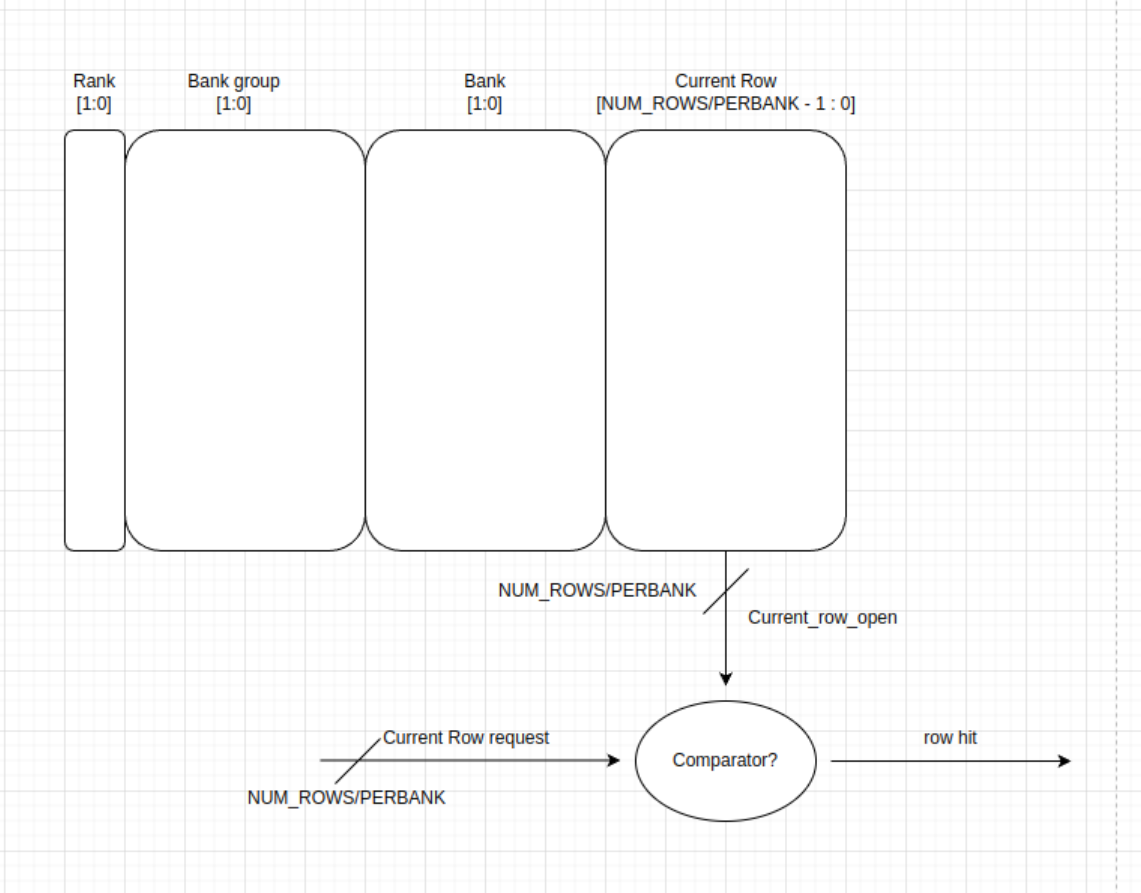 Rank
[1:0]
Bank group
[1:0]
Bank
[1:0]
Current Row
[NUM_ROWS/PERBANK - 1 : 0]
NUM_ROWS/PERBANK
Current_row_open
Current Row request
NUM_ROWS/PERBANK
Comparator?
row hit